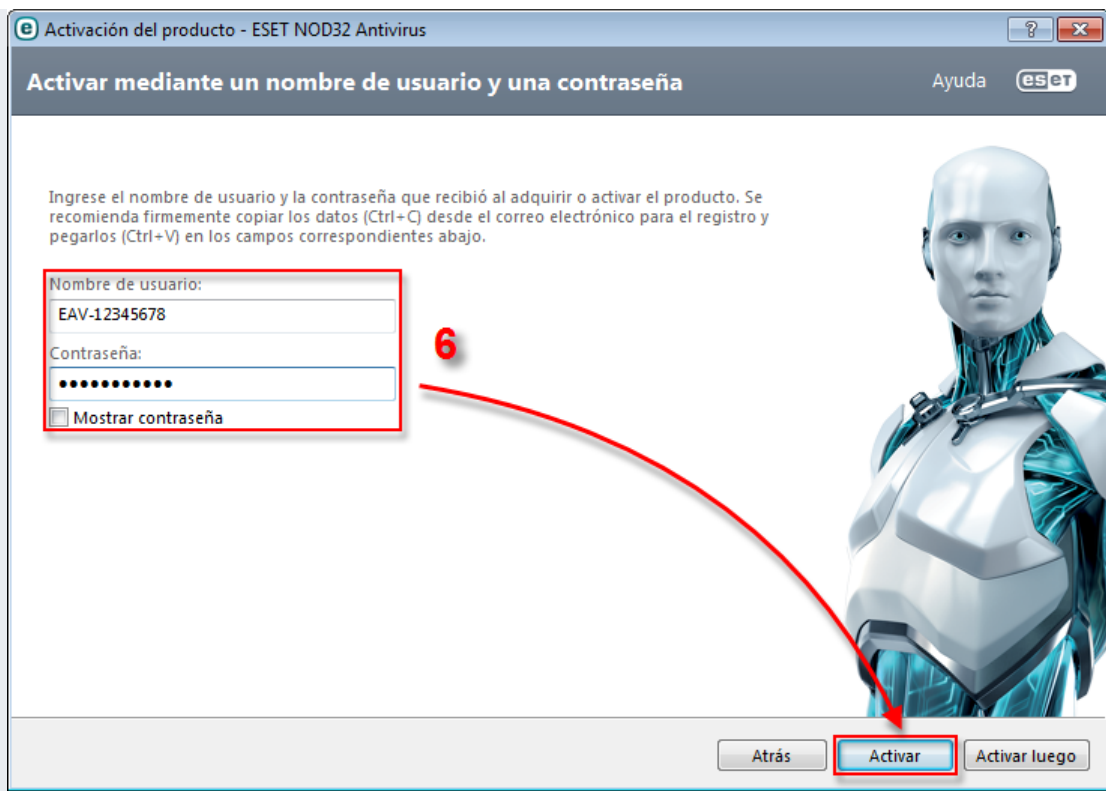 e Activación del producto - ESET NOD32 Antivirus
Activar mediante un nombre de usuario y una contraseña
Ayuda
eseT
Ingrese el nombre de usuario y la contraseña que recibió al adquirir o activar el producto. Se
recomienda firmemente copiar los datos (Ctrl+C) desde el correo electrónico para el registro y
pegarlos (Ctrl+V) en los campos correspondientes abajo.
Nombre de usuario:
EAV-12345678
6
Contraseña:
•••••••••••
Mostrar contraseña
Atrás
Activar
Activar luego